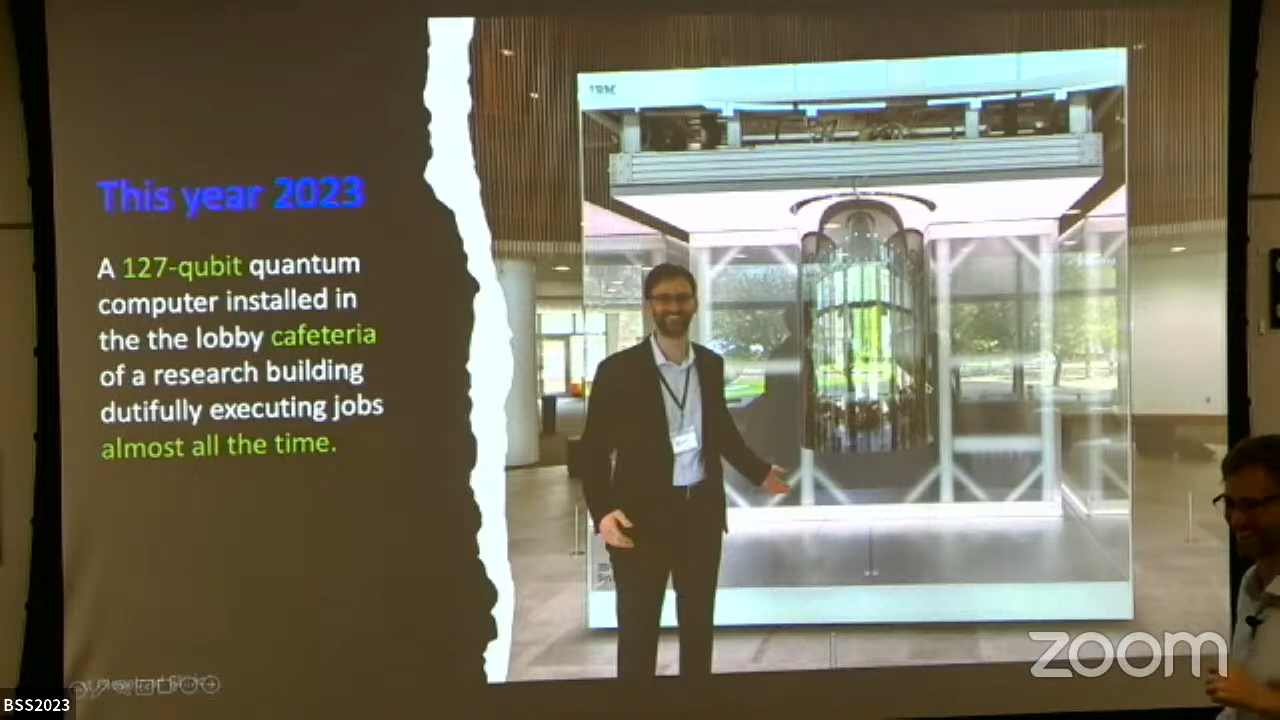 This year 2023
A 127-qubit quantum
computer installed in
the the lobby cafeteria
of a research building
dutifully executing jobs
almost all the time.
IBM
zoom
BSS2023